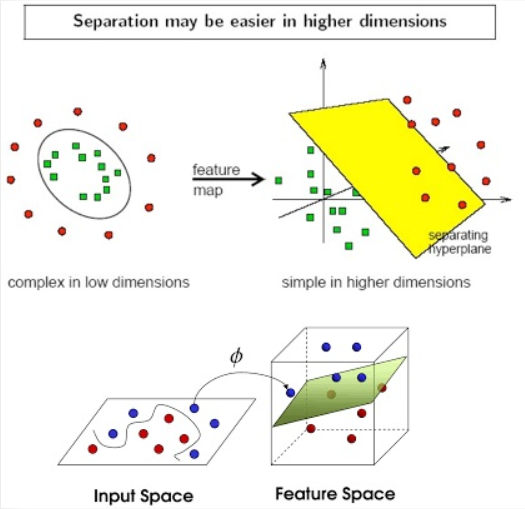 Separation may be easier in higher dimensions
feature
map
separating
hyperplane
complex in low dimensions
simple in higher dimensions
ϕ
Input Space
Feature Space